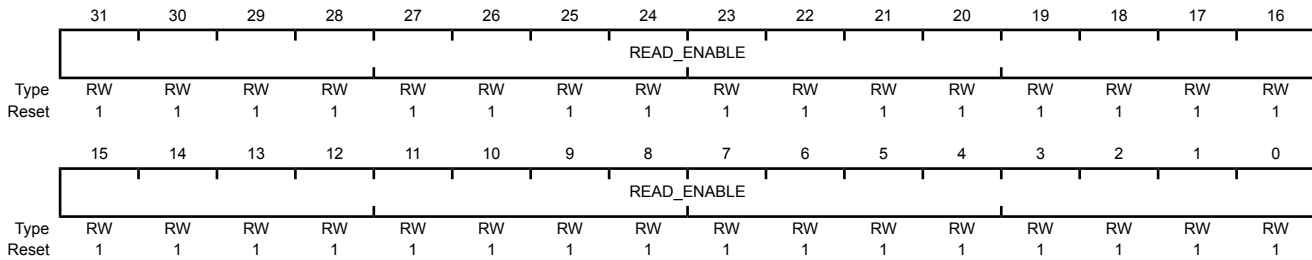 31 30 29 28 27 26 25 24 23 22 21 20 19 18 17 16
READ_ENABLE
Type RW RW RW RW RW RW RW RW RW RW RW RW RW RW RW RW
Reset 1 1 1 1 1 1 1 1 1 1 1 1 1 1 1 1
15 14 13 12 11 10 9 8 7 6 5 4 3 2 1 0
READ_ENABLE
Type RW RW RW RW RW RW RW RW RW RW RW RW RW RW RW RW
Reset 1 1 1 1 1 1 1 1 1 1 1 1 1 1 1 1